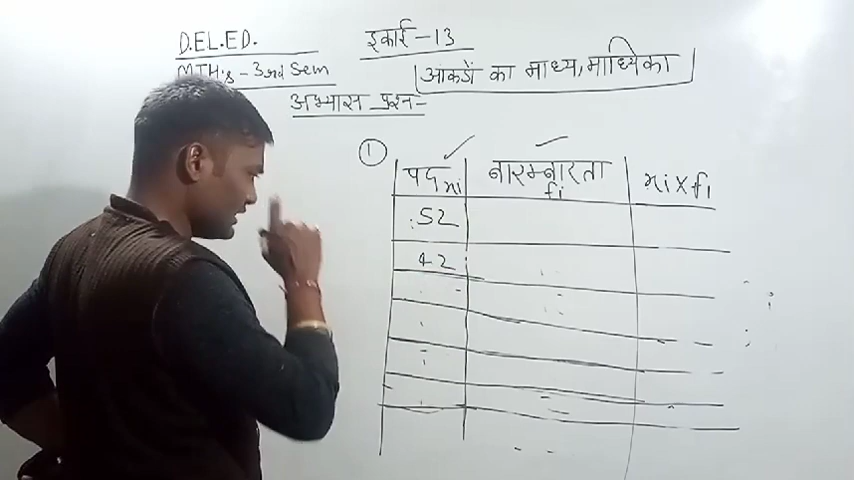 D.EL.ED. इकाई - 13
MTH's - 3rd Sem आंकड़ों का माध्य, माध्यिका
अभ्यास प्रश्न -
① पद xi बारम्बारता fi xi x fi
52
42